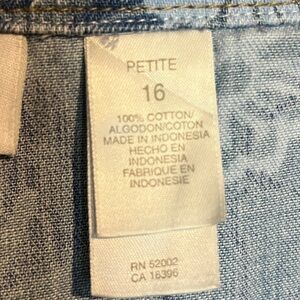 PETITE
16
100% COTTON/
ALGODON/COTON
MADE IN INDONESIA
HECHO EN
INDONESIA
FABRIQUE EN
INDONESIE
RN 52002
CA 16396